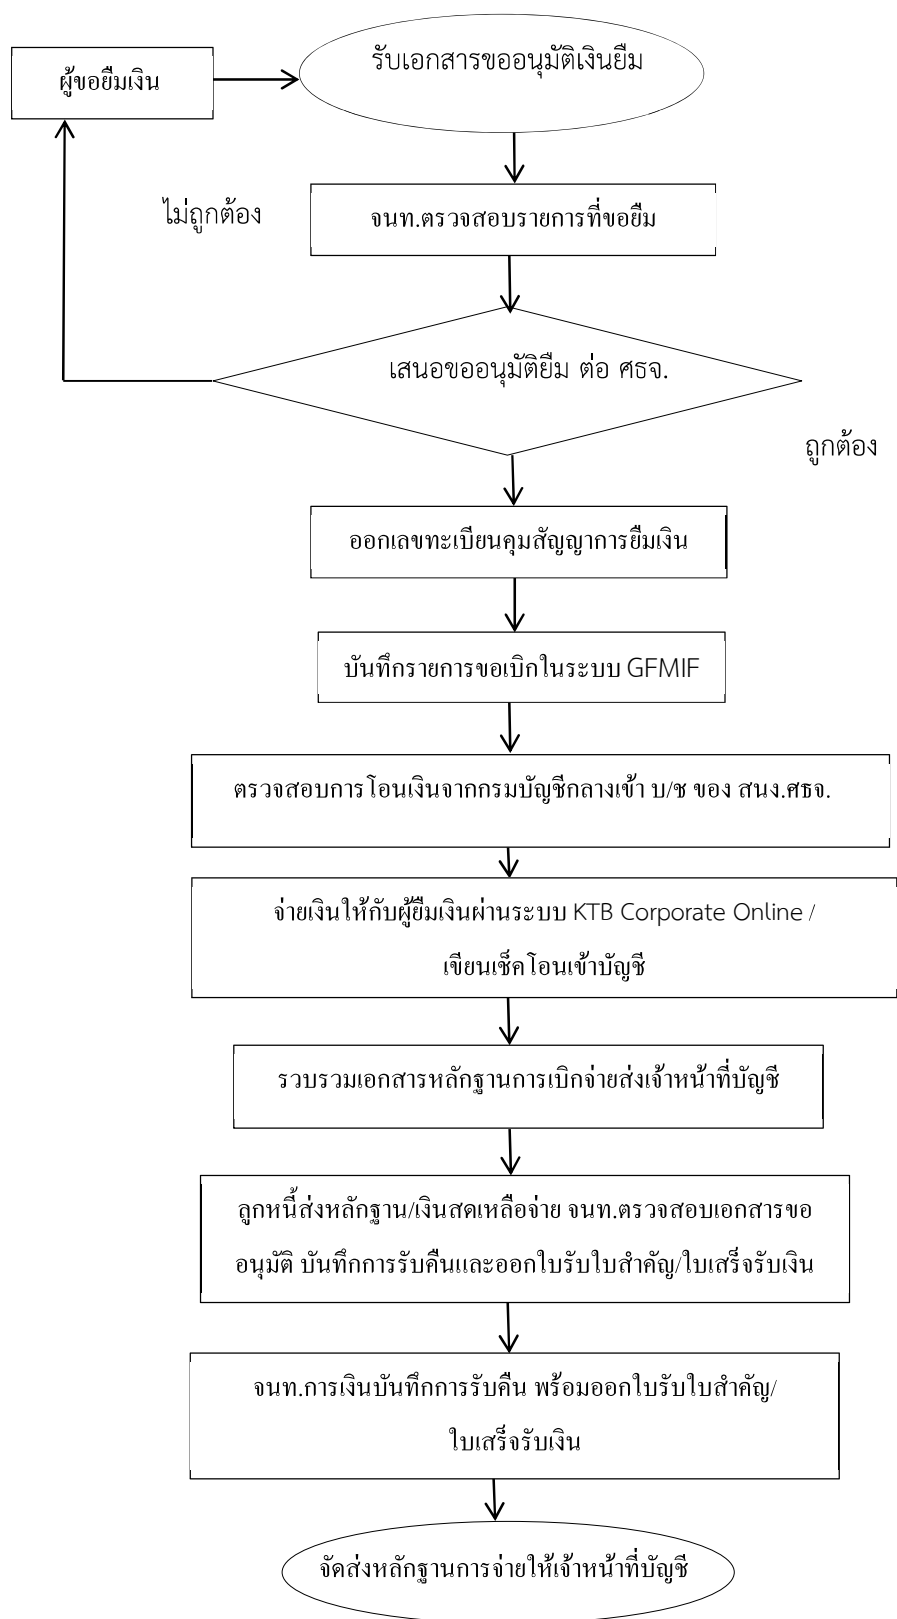 รับเอกสารขออนุมัติเงินยืม
ผู้ขอยืมเงิน
ไม่ถูกต้อง
จนท.ตรวจสอบรายการที่ขอยืม
เสนอขออนุมัติยืม ต่อ ศธจ.
ถูกต้อง
ออกเลขทะเบียนคุมสัญญาการยืมเงิน
บันทึกรายการขอเบิกในระบบ GFMIF
ตรวจสอบการโอนเงินจากกรมบัญชีกลางเข้า บ/ช ของ สนง.ศธจ.
จ่ายเงินให้กับผู้ยืมเงินผ่านระบบ KTB Corporate Online /
เขียนเช็คโอนเข้าบัญชี
รวบรวมเอกสารหลักฐานการเบิกจ่ายส่งเจ้าหน้าที่บัญชี
ลูกหนี้ส่งหลักฐาน/เงินสดเหลือจ่าย จนท.ตรวจสอบเอกสารขอ
อนุมัติ บันทึกการรับคืนและออกใบรับใบสำคัญ/ใบเสร็จรับเงิน
จนท.การเงินบันทึกการรับคืน พร้อมออกใบรับใบสำคัญ/
ใบเสร็จรับเงิน
จัดส่งหลักฐานการจ่ายให้เจ้าหน้าที่บัญชี